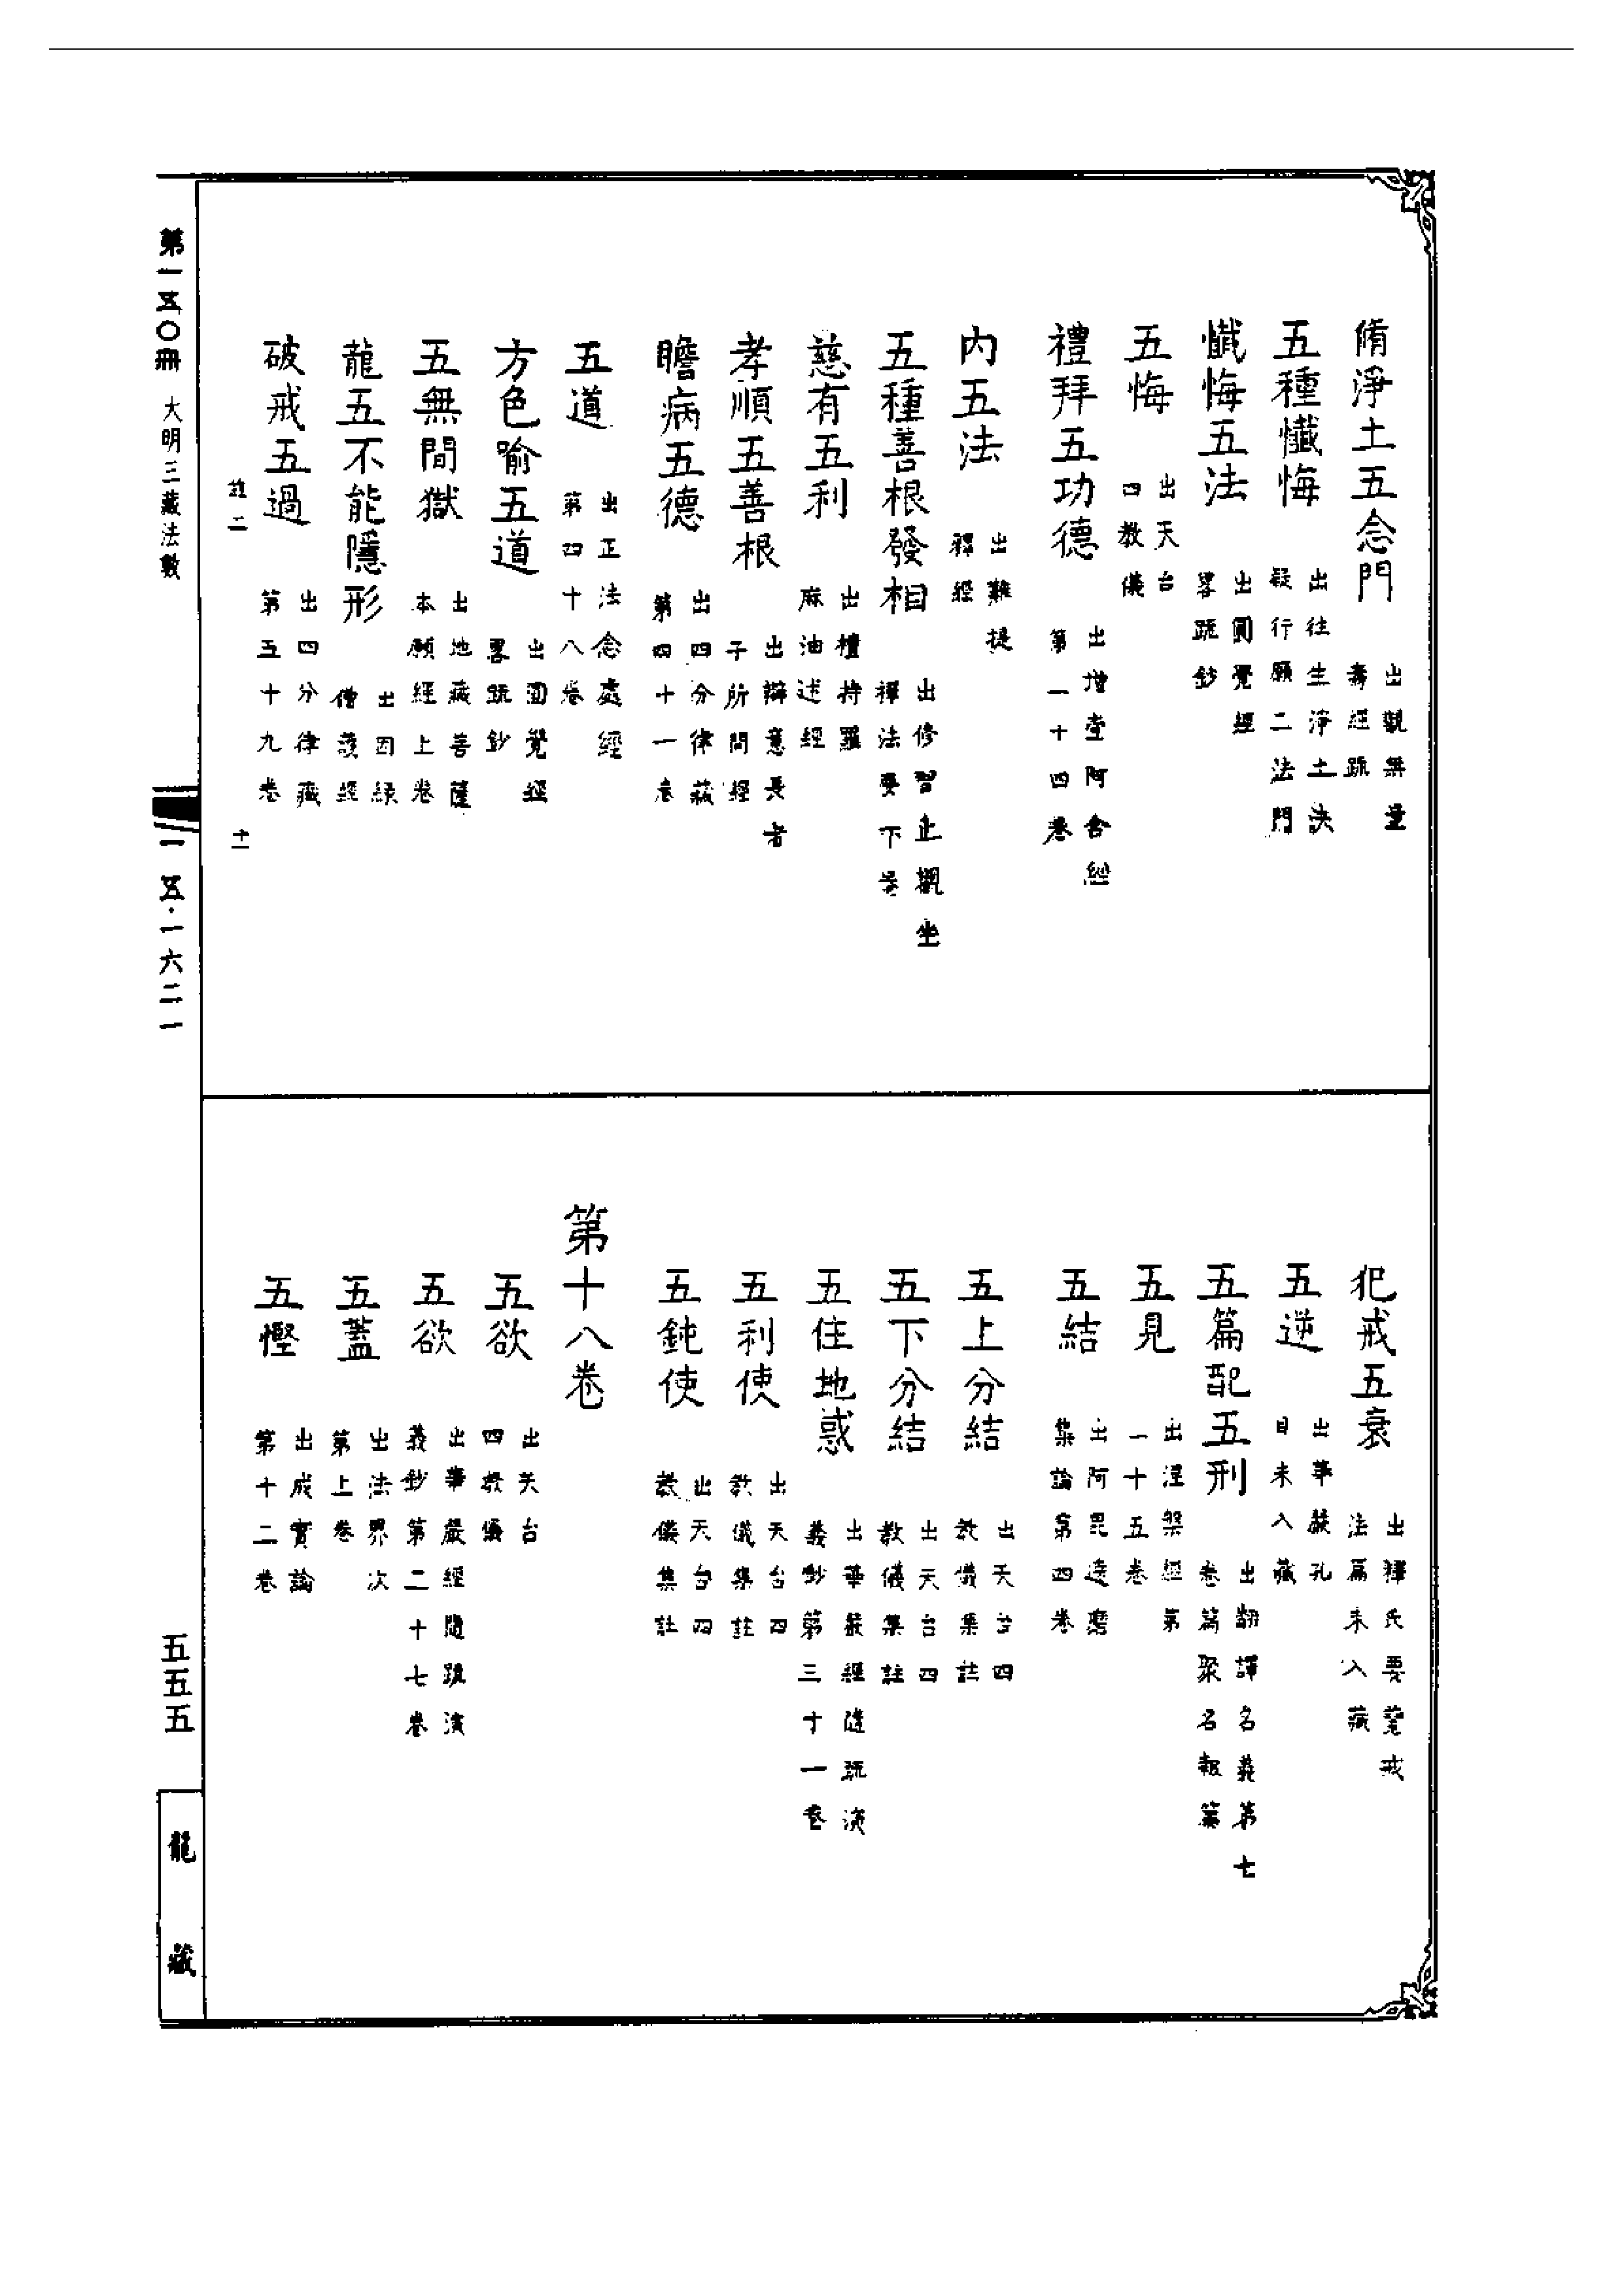 脩淨土五念門 出觀無量壽經疏
五種懺悔 出往生淨土決疑行願二法門
懺悔五法 出圓覺經畧疏鈔
五悔 出天台四教儀
禮拜五功德 出增壹阿含經第一十四卷
內五法 出難提釋經
五種善根發相 出修習止觀坐禪法要下卷
慈有五利 出檀持羅麻油述經
孝順五善根 出辯意長者子所問經
瞻病五德 出四分律藏第四十一卷
五道 出正法念處經第四十八卷
方色喻五道 出圓覺經畧疏鈔
五無間獄 出地藏菩薩本願經上卷
龍五不能隱形 出因緣僧護經
破戒五過 出四分律藏第五十九卷
二 十一
犯戒五衰 出釋氏要覽戒法篇未入藏
五逆 出華嚴孔目未入藏
五篇配五刑 出翻譯名義第七卷篇聚名報篇
五見 出涅槃經第一十五卷
五結 出阿毘達磨集論第四卷
五上分結 出天台四教儀集註
五下分結 出天台四教儀集註
五住地惑 出華嚴經隨疏演義鈔第三十一卷
五利使 出天台四教儀集註
五鈍使 出天台四教儀集註
第十八卷
五欲 出天台四教儀
五欲 出華嚴經隨疏演義鈔第二十七卷
五蓋 出法界次第上卷
五慳 出成實論第十二卷
第一五〇冊 大明三藏法數
一五·一六二一
五五五
龍藏